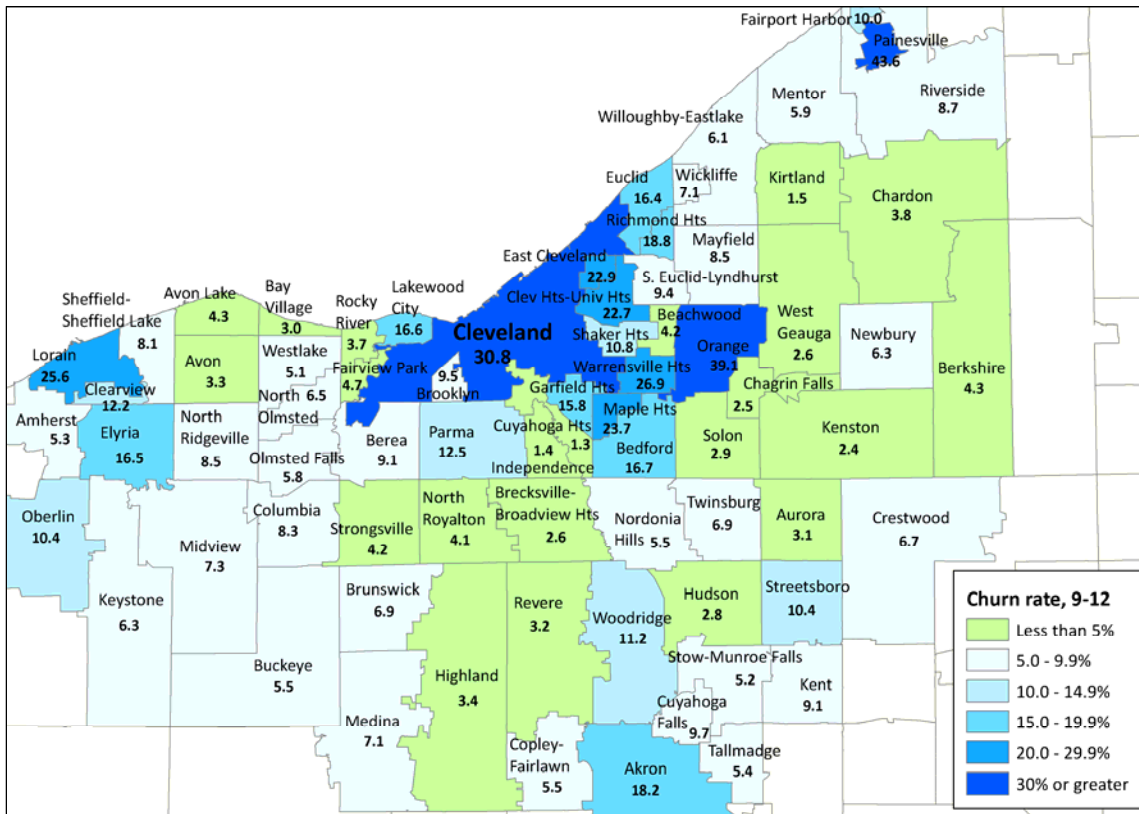 Fairport Harbor 10.0
Painesville
43.6
Mentor
5.9
Riverside
8.7
Willoughby-Eastlake
6.1
Euclid
16.4
Wickliffe
7.1
Kirtland
1.5
Chardon
3.8
Richmond Hts
18.8
Mayfield
8.5
East Cleveland
22.9
S. Euclid-Lyndhurst
9.4
Clev Hts-Univ Hts
22.7
Beachwood
4.2
West
Geauga
2.6
Newbury
6.3
Berkshire
4.3
Sheffield-
Sheffield Lake
8.1
Avon Lake
4.3
Bay
Village
3.0
Rocky
River
3.7
Lakewood
City
16.6
Cleveland
30.8
Shaker Hts
10.8
Orange
39.1
Lorain
25.6
Avon
3.3
Westlake
5.1
Fairview Park
4.7
9.5
Brooklyn
Warrensville Hts
26.9
Chagrin Falls
2.5
Clearview
12.2
North
Olmsted
6.5
Garfield Hts
15.8
Maple Hts
23.7
Amherst
5.3
Elyria
16.5
North
Ridgeville
8.5
Olmsted Falls
5.8
Berea
9.1
Parma
12.5
Cuyahoga Hts
1.3
1.4
Independence
Bedford
16.7
Solon
2.9
Kenston
2.4
Oberlin
10.4
Midview
7.3
Columbia
8.3
Strongsville
4.2
North
Royalton
4.1
Brecksville-
Broadview Hts
2.6
Nordonia
Hills
5.5
Twinsburg
6.9
Aurora
3.1
Crestwood
6.7
Keystone
6.3
Brunswick
6.9
Revere
3.2
Woodridge
11.2
Hudson
2.8
Streetsboro
10.4
Buckeye
5.5
Highland
3.4
Stow-Munroe Falls
5.2
Kent
9.1
Medina
7.1
Copley-
Fairlawn
5.5
Cuyahoga
Falls
9.7
Tallmadge
5.4
Akron
18.2
Churn rate, 9-12
Less than 5%
5.0 - 9.9%
10.0 - 14.9%
15.0 - 19.9%
20.0 - 29.9%
30% or greater